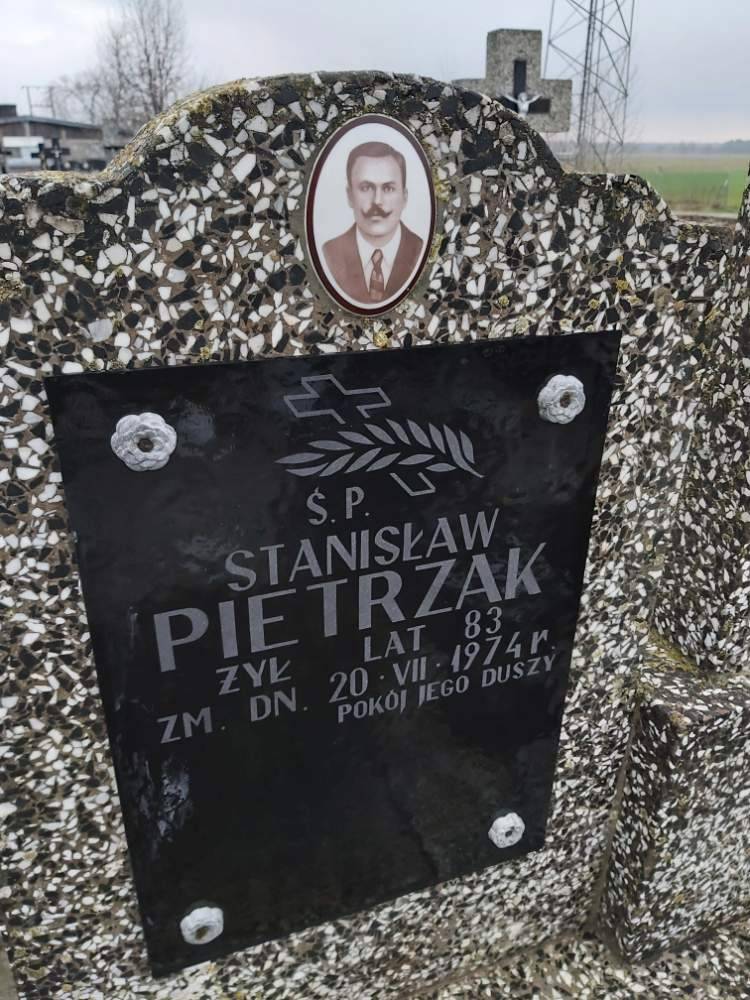 Ś.P.
STANISŁAW
PIETRZAK
ŻYŁ LAT 83
ZM. DN. 20·VII·1974 r.
POKÓJ JEGO DUSZY